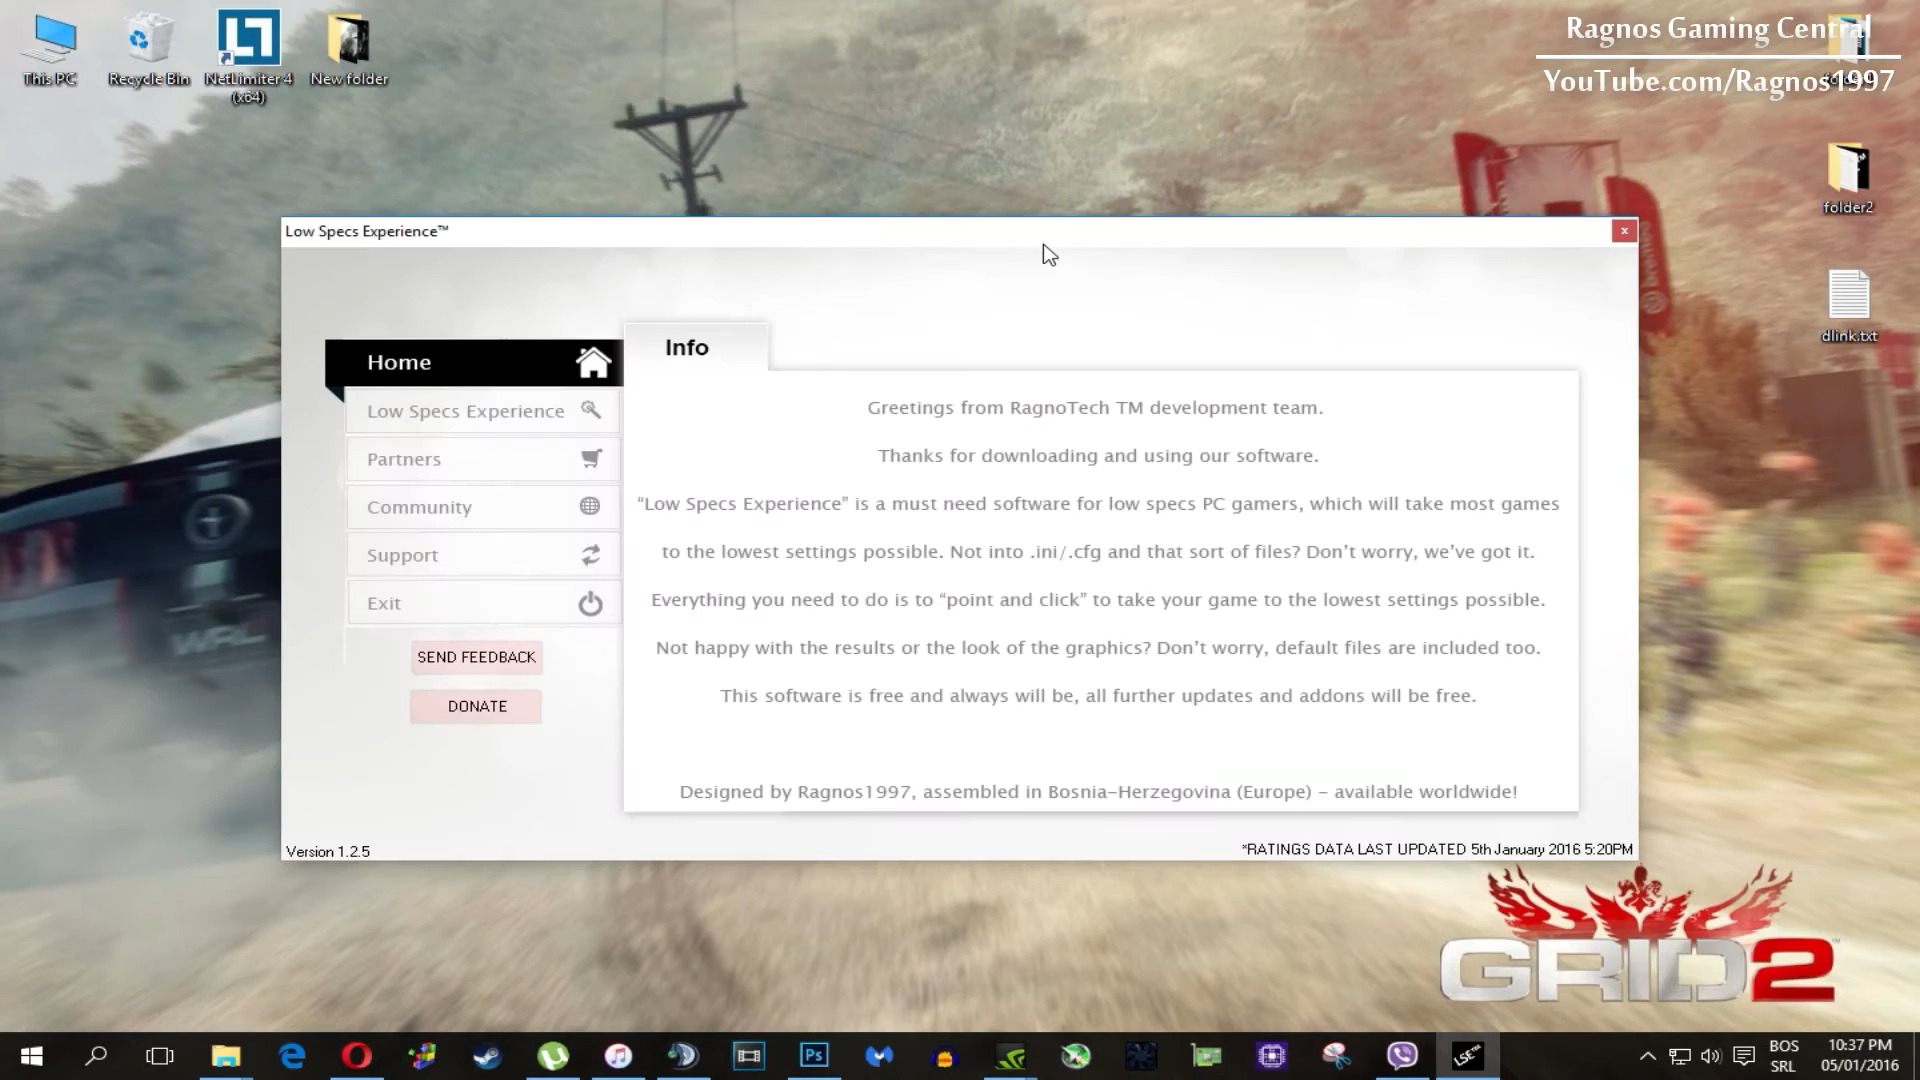 This PC
Recycle Bin
NetLimiter 4
(x64)
New folder
Ragnos Gaming Central
YouTube.com/Ragnos1997
folder2
dlink.txt
Low Specs Experience™
x
Home
Low Specs Experience
Partners
Community
Support
Exit
SEND FEEDBACK
DONATE
Info
Greetings from RagnoTech TM development team.
Thanks for downloading and using our software.
“Low Specs Experience” is a must need software for low specs PC gamers, which will take most games
to the lowest settings possible. Not into .ini/.cfg and that sort of files? Don’t worry, we’ve got it.
Everything you need to do is to “point and click” to take your game to the lowest settings possible.
Not happy with the results or the look of the graphics? Don’t worry, default files are included too.
This software is free and always will be, all further updates and addons will be free.
Designed by Ragnos1997, assembled in Bosnia-Herzegovina (Europe) - available worldwide!
Version 1.2.5
*RATINGS DATA LAST UPDATED 5th January 2016 5:20PM
WRC
GRID 2
Ps
LSE™
BOS
SRL
10:37 PM
05/01/2016